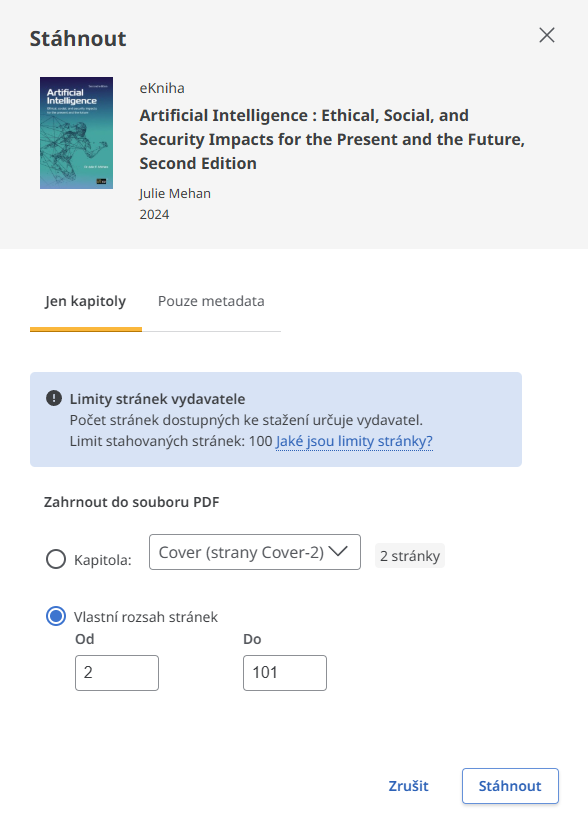 Stáhnout
Artificial
Intelligence
eKniha
Artificial Intelligence : Ethical, Social, and
Security Impacts for the Present and the Future,
Second Edition
Julie Mehan
2024
Jen kapitoly
Pouze metadata
Limity stránek vydavatele
Počet stránek dostupných ke stažení určuje vydavatel.
Limit stahovaných stránek: 100 Jaké jsou limity stránky?
Zahrnout do souboru PDF
Kapitola:
Cover (strany Cover-2)
2 stránky
Vlastní rozsah stránek
Od
Do
2
101
Zrušit
Stáhnout